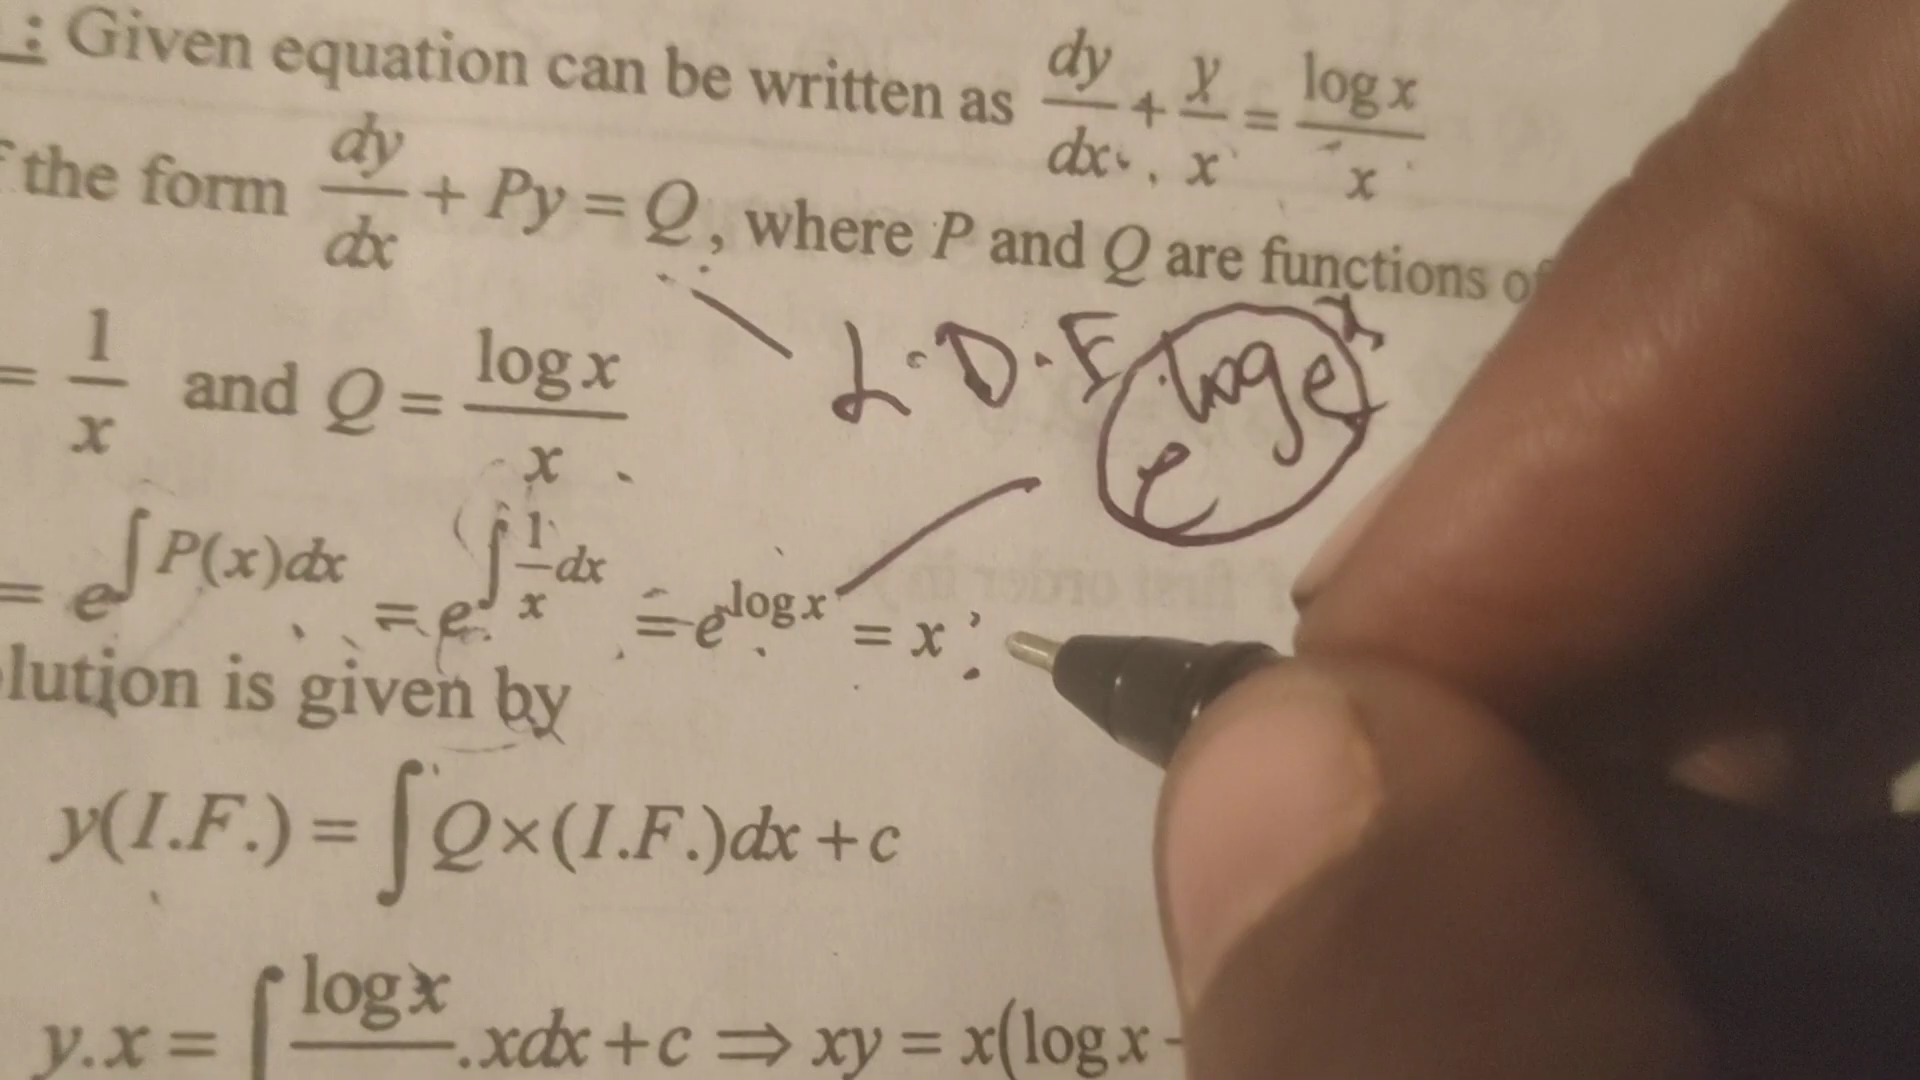 : Given equation can be written as dy/dx + y/x = log x/x
the form dy/dx + Py = Q, where P and Q are functions
L.D.E
log e^x
e
= 1/x and Q = log x/x
= e^∫P(x)dx = e^∫1/x dx = e^log x = x
lution is given by
y(I.F.) = ∫Q×(I.F.)dx + c
y.x = ∫ log x .xdx + c ⇒ xy = x(log x -